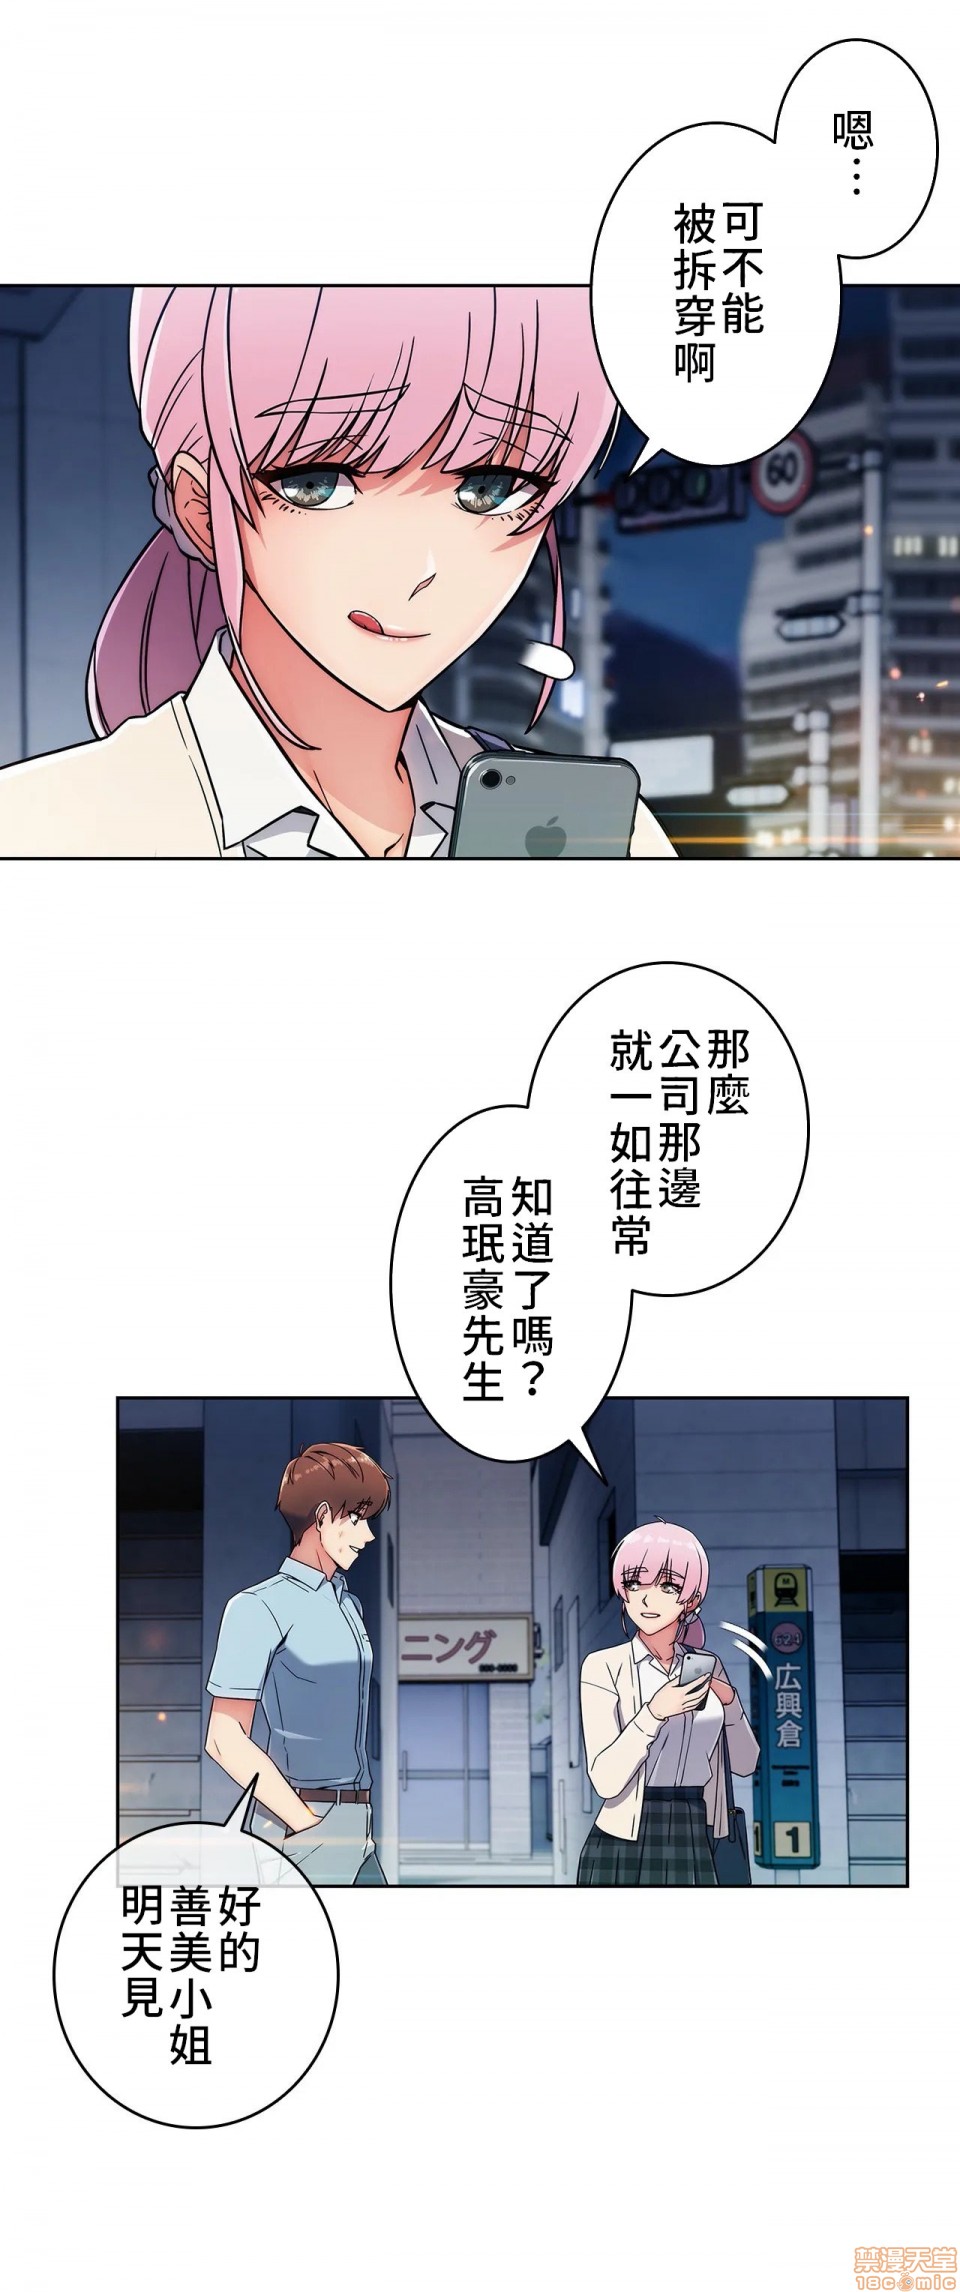 嗯…
可不能
被拆穿啊
60
那麼
公司那邊
就一如往常
知道了嗎？
高珉豪先生
ニング
M
624
広興倉
1
好的
善美小姐
明天見
禁漫天堂
18comic